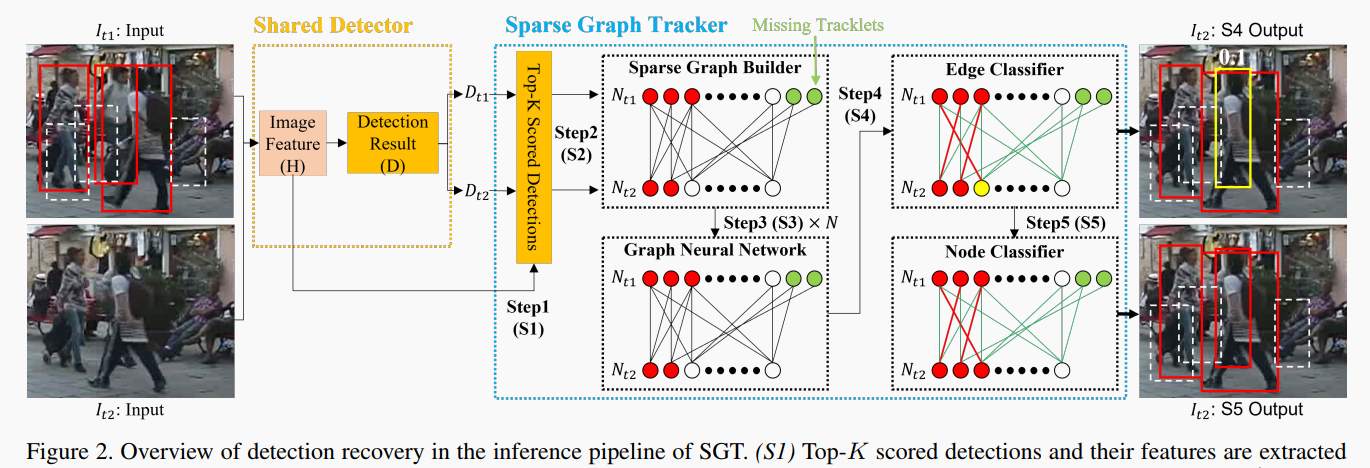 Shared Detector
Sparse Graph Tracker
Missing Tracklets
I_{t1}: Input
I_{t2}: Input
Image
Feature
(H)
Detection
Result
(D)
D_{t1}
D_{t2}
Top-K Scored Detections
Step1
(S1)
Step2
(S2)
Sparse Graph Builder
N_{t1}
N_{t2}
Step3 (S3) × N
Graph Neural Network
N_{t1}
N_{t2}
Step4
(S4)
Edge Classifier
N_{t1}
N_{t2}
Step5 (S5)
Node Classifier
N_{t1}
N_{t2}
I_{t2}: S4 Output
0.1
I_{t2}: S5 Output
Figure 2. Overview of detection recovery in the inference pipeline of SGT. (S1) Top-K scored detections and their features are extracted